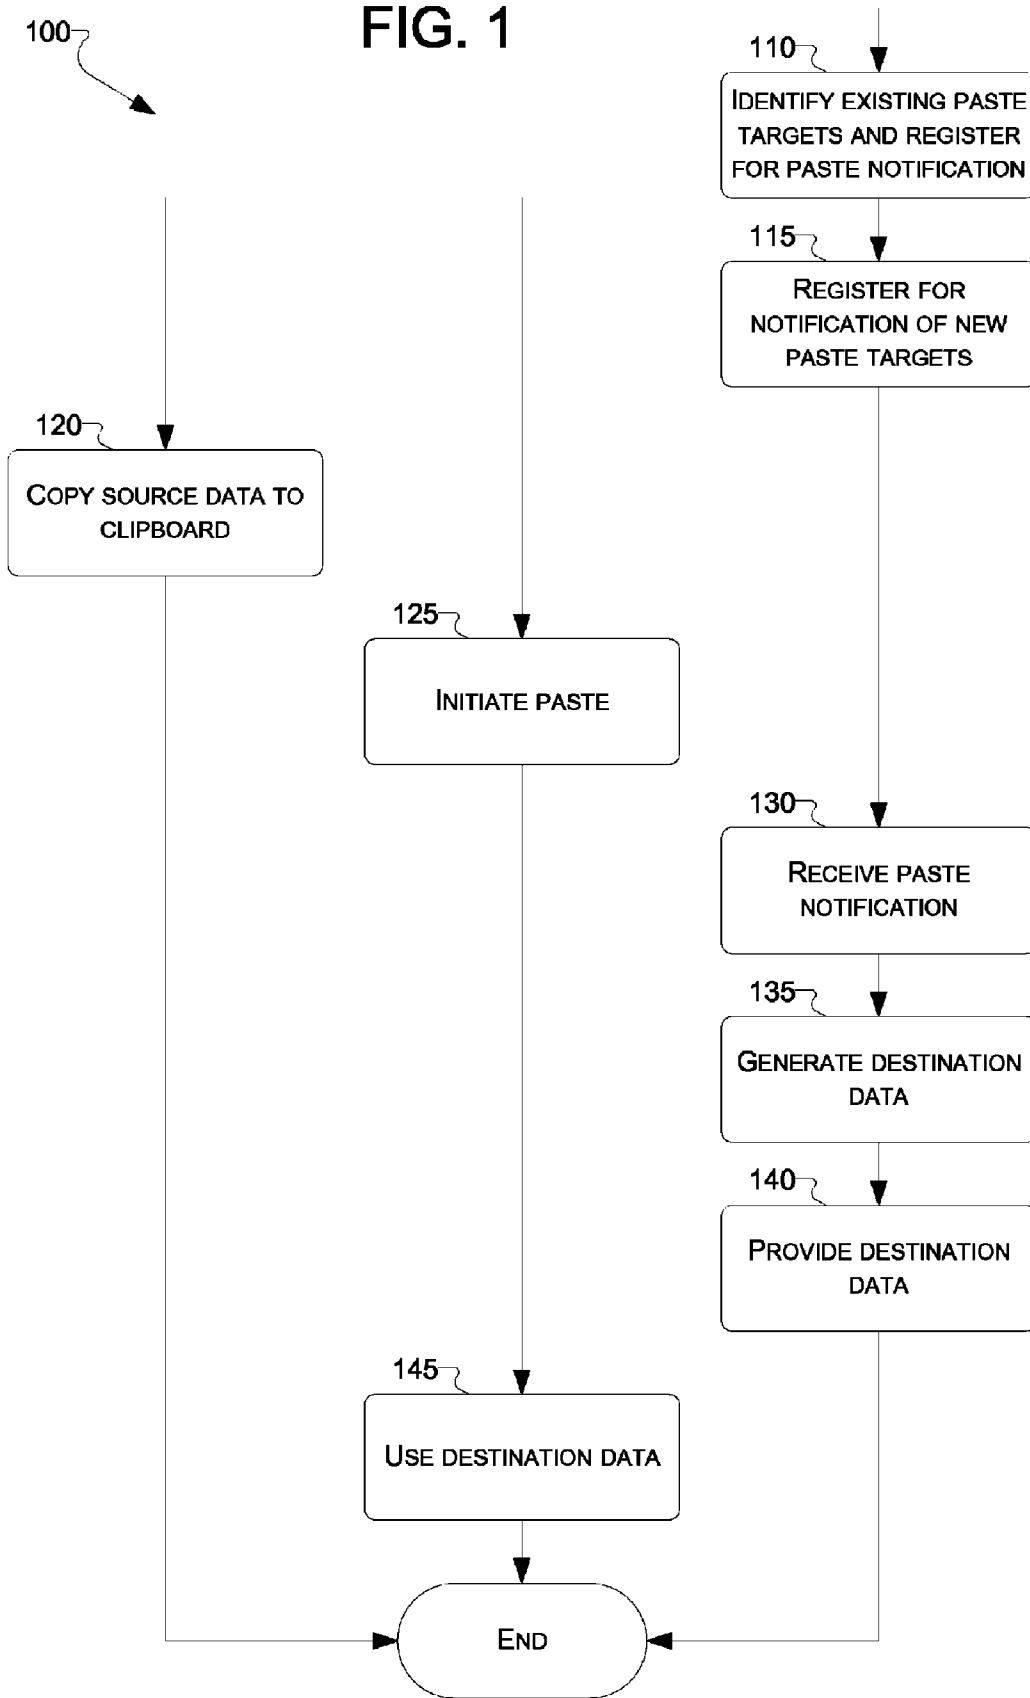 FIG. 1
100
110
IDENTIFY EXISTING PASTE
TARGETS AND REGISTER
FOR PASTE NOTIFICATION
115
REGISTER FOR
NOTIFICATION OF NEW
PASTE TARGETS
120
COPY SOURCE DATA TO
CLIPBOARD
125
INITIATE PASTE
130
RECEIVE PASTE
NOTIFICATION
135
GENERATE DESTINATION
DATA
140
PROVIDE DESTINATION
DATA
145
USE DESTINATION DATA
END